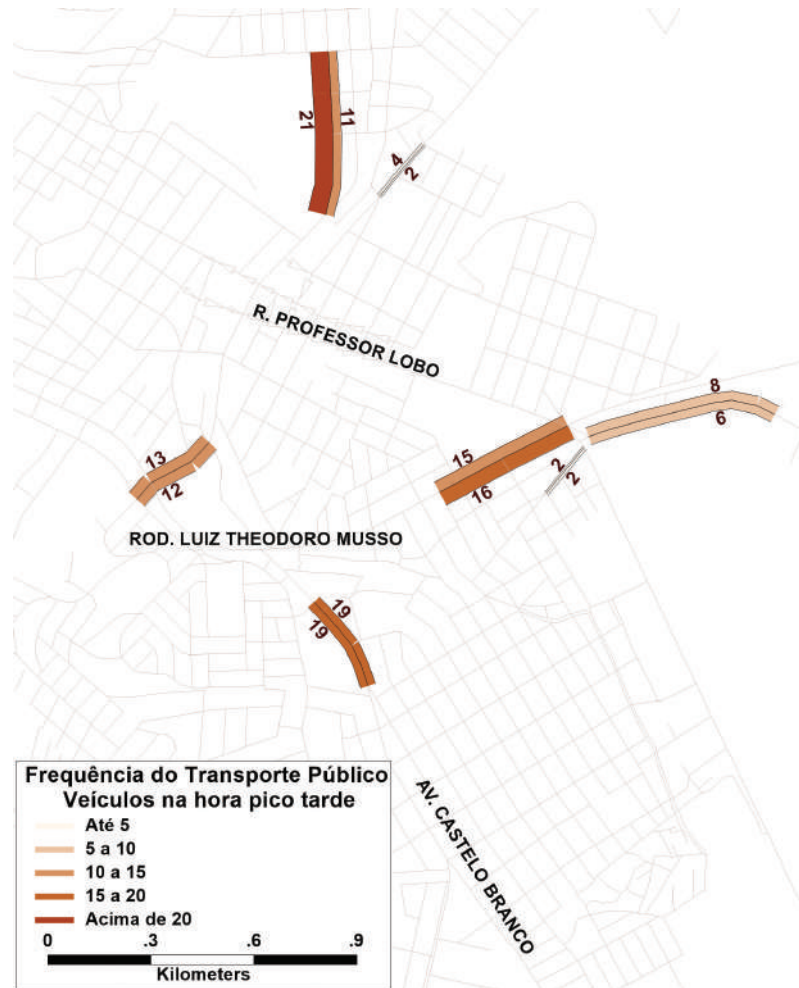 21
11
4
2
R. PROFESSOR LOBO
8
6
15
16
2
2
13
12
ROD. LUIZ THEODORO MUSSO
19
19
AV. CASTELO BRANCO
Frequência do Transporte Público
Veículos na hora pico tarde
Até 5
5 a 10
10 a 15
15 a 20
Acima de 20
0 .3 .6 .9
Kilometers